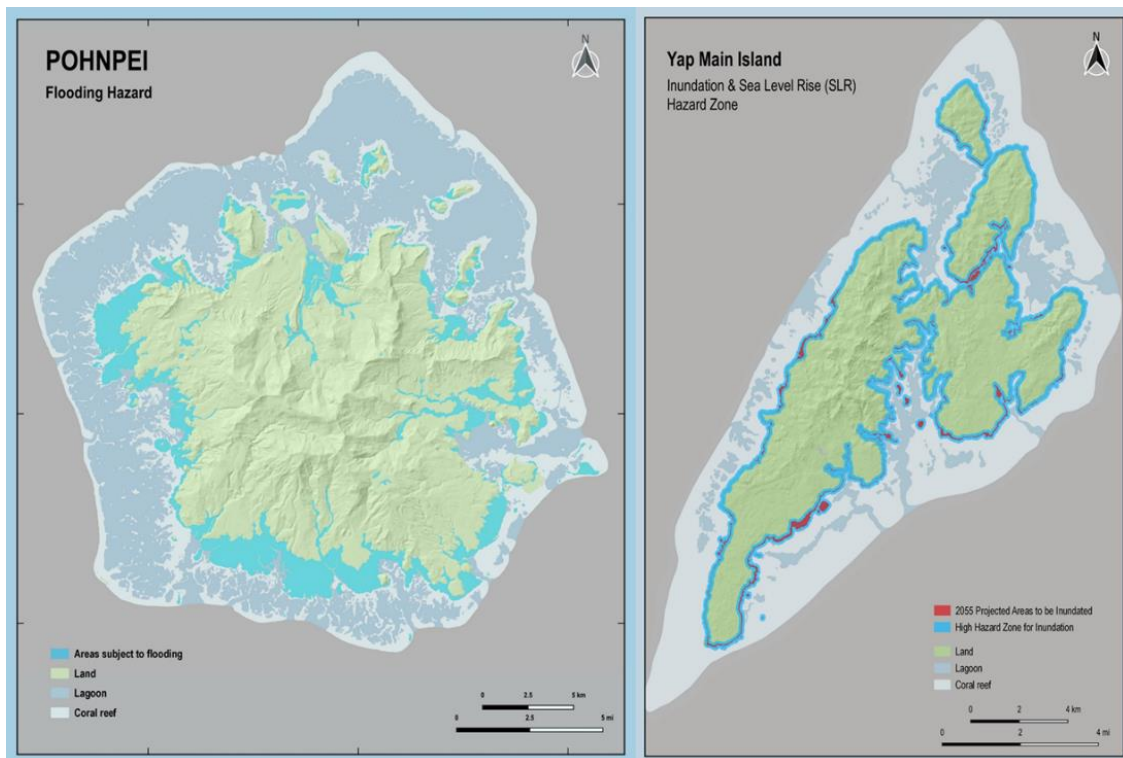 POHNPEI
Flooding Hazard
N
Areas subject to flooding
Land
Lagoon
Coral reef
0 2.5 5 km
0 2.5 5 mi
Yap Main Island
Inundation & Sea Level Rise (SLR)
Hazard Zone
N
2055 Projected Areas to be Inundated
High Hazard Zone for Inundation
Land
Lagoon
Coral reef
0 2 4 km
0 2 4 mi